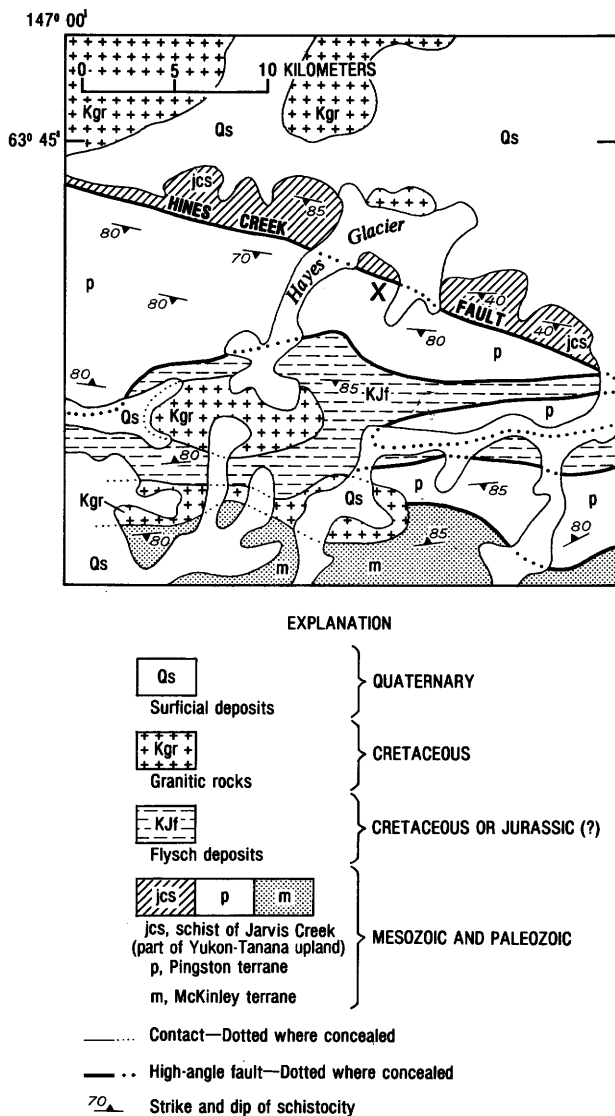 147° 00'
0 5 10 KILOMETERS
Kgr
Kgr
Qs
Qs
63° 45'
jcs
85
HINES CREEK
Glacier
80
70
Hayes
X
40
FAULT
p
80
80
p
40
jcs
80
85
KJf
p
Qs
Kgr
80
Kgr
Qs
p
85
p
80
80
85
Qs
m
m
EXPLANATION
Qs
QUATERNARY
Surficial deposits
Kgr
CRETACEOUS
Granitic rocks
KJf
CRETACEOUS OR JURASSIC (?)
Flysch deposits
jcs p m
MESOZOIC AND PALEOZOIC
jcs, schist of Jarvis Creek
(part of Yukon-Tanana upland)
p, Pingston terrane
m, McKinley terrane
Contact—Dotted where concealed
High-angle fault—Dotted where concealed
70 Strike and dip of schistocity